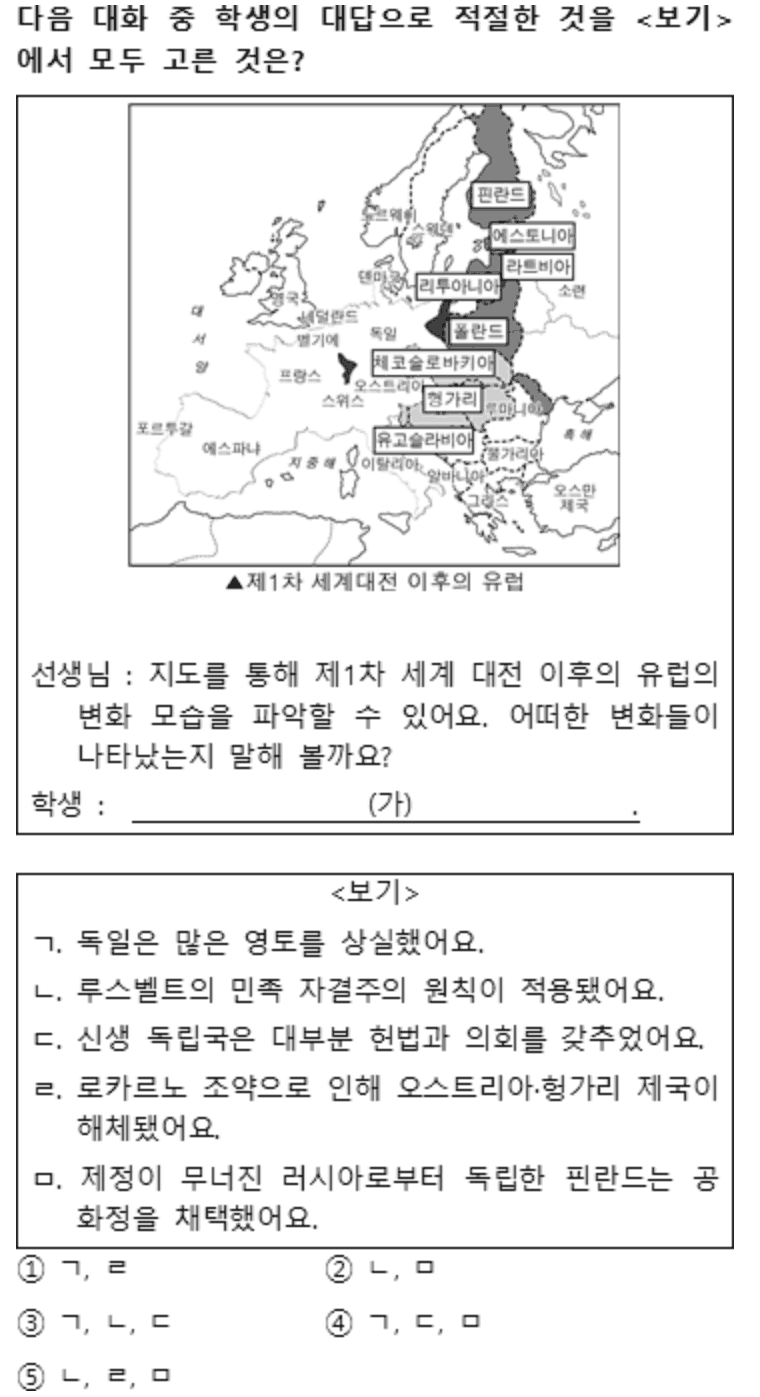 다음 대화 중 학생의 대답으로 적절한 것을 <보기>
에서 모두 고른 것은?
핀란드
노르웨이
스웨덴
에스토니아
라트비아
덴마크
리투아니아
소련
영국
네덜란드
대서양
벨기에
독일
폴란드
체코슬로바키아
프랑스
오스트리아
스위스
헝가리
루마니아
포르투갈
에스파냐
지중해
유고슬라비아
흑해
이탈리아
불가리아
알바니아
그리스
오스만
제국
▲제1차 세계대전 이후의 유럽
선생님 : 지도를 통해 제1차 세계 대전 이후의 유럽의
변화 모습을 파악할 수 있어요. 어떠한 변화들이
나타났는지 말해 볼까요?
학생 : (가) .
<보기>
ㄱ. 독일은 많은 영토를 상실했어요.
ㄴ. 루스벨트의 민족 자결주의 원칙이 적용됐어요.
ㄷ. 신생 독립국은 대부분 헌법과 의회를 갖추었어요.
ㄹ. 로카르노 조약으로 인해 오스트리아·헝가리 제국이
해체됐어요.
ㅁ. 제정이 무너진 러시아로부터 독립한 핀란드는 공
화정을 채택했어요.
① ㄱ, ㄹ ② ㄴ, ㅁ
③ ㄱ, ㄴ, ㄷ ④ ㄱ, ㄷ, ㅁ
⑤ ㄴ, ㄹ, ㅁ